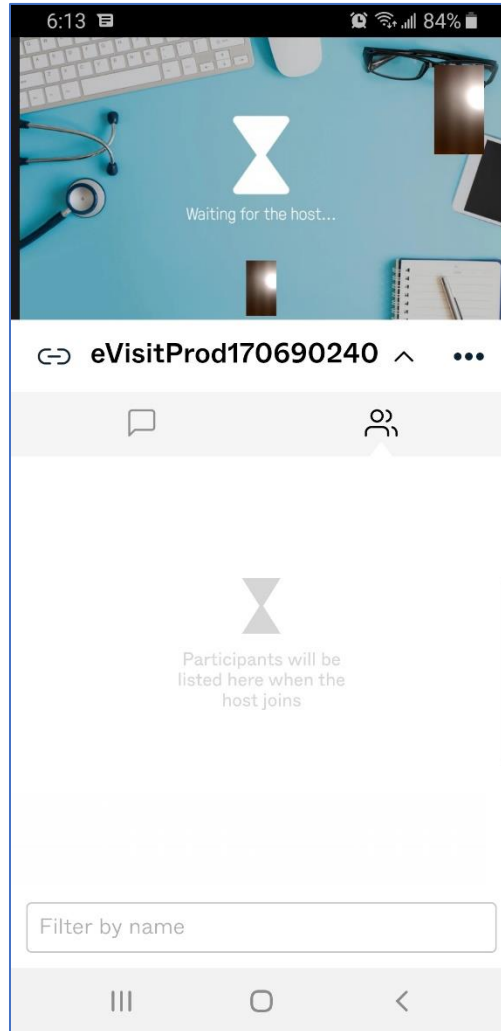 6:13
84%
Waiting for the host...
eVisitProd170690240
Participants will be
listed here when the
host joins
Filter by name